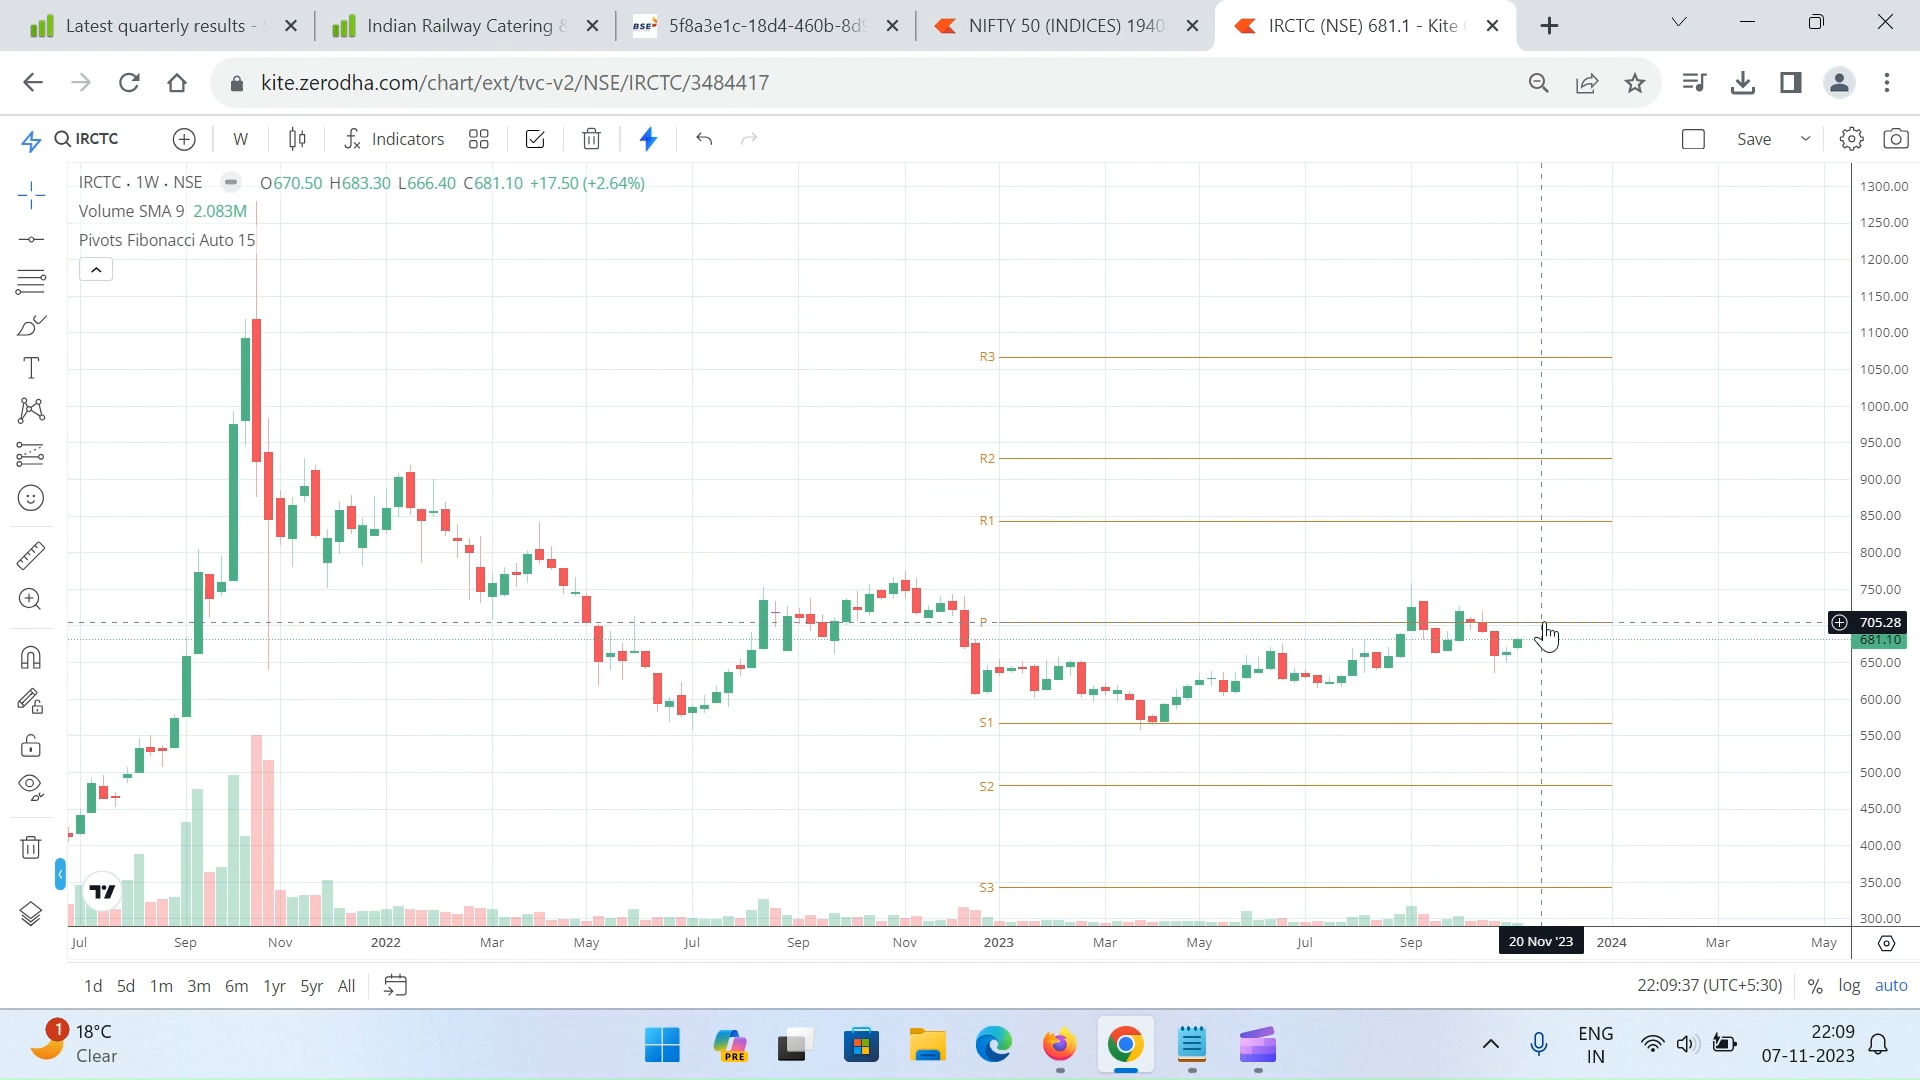 Latest quarterly results -
Indian Railway Catering &
BSE
5f8a3e1c-18d4-460b-8d9
NIFTY 50 (INDICES) 1940
IRCTC (NSE) 681.1 - Kite
kite.zerodha.com/chart/ext/tvc-v2/NSE/IRCTC/3484417
IRCTC
W
Indicators
Save
IRCTC · 1W · NSE
O670.50 H683.30 L666.40 C681.10 +17.50 (+2.64%)
Volume SMA 9 2.083M
Pivots Fibonacci Auto 15
1300.00
1250.00
1200.00
1150.00
1100.00
1050.00
1000.00
950.00
900.00
850.00
800.00
750.00
705.28
681.10
650.00
600.00
550.00
500.00
450.00
400.00
350.00
300.00
R3
R2
R1
P
S1
S2
S3
Jul
Sep
Nov
2022
Mar
May
Jul
Sep
Nov
2023
Mar
May
Jul
Sep
20 Nov '23
2024
Mar
May
1d 5d 1m 3m 6m 1yr 5yr All
22:09:37 (UTC+5:30)
% log auto
1
18°C
Clear
PRE
ENG
IN
22:09
07-11-2023